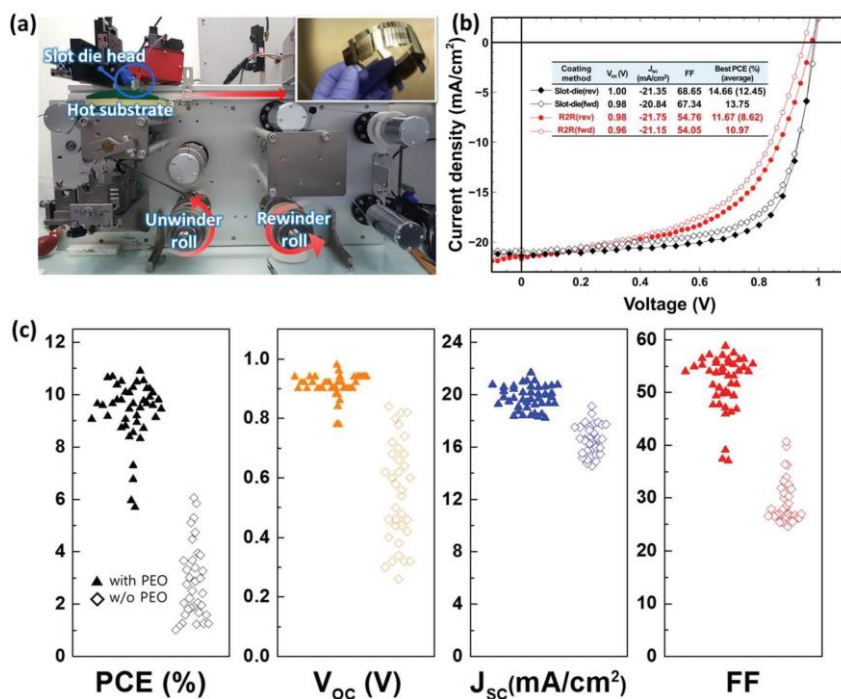 (a)
Slot die head
Hot substrate
Unwinder
roll
Rewinder
roll
(b)
Current density (mA/cm²)
0
-5
-10
-15
-20
0 0.2 0.4 0.6 0.8 1
Voltage (V)
Coating method Voc (V) Jsc (mA/cm²) FF Best PCE (%) (average)
Slot-die(rev) 1.00 -21.35 68.65 14.66 (12.45)
Slot-die(fwd) 0.98 -20.84 67.34 13.75
R2R(rev) 0.98 -21.75 54.76 11.67 (8.62)
R2R(fwd) 0.96 -21.15 54.05 10.97
(c)
12
10
8
6
4
2
0
with PEO
w/o PEO
PCE (%)
1.0
0.8
0.6
0.4
0.2
0.0
VOC (V)
24
20
16
12
8
4
0
JSC(mA/cm²)
60
50
40
30
20
10
0
FF